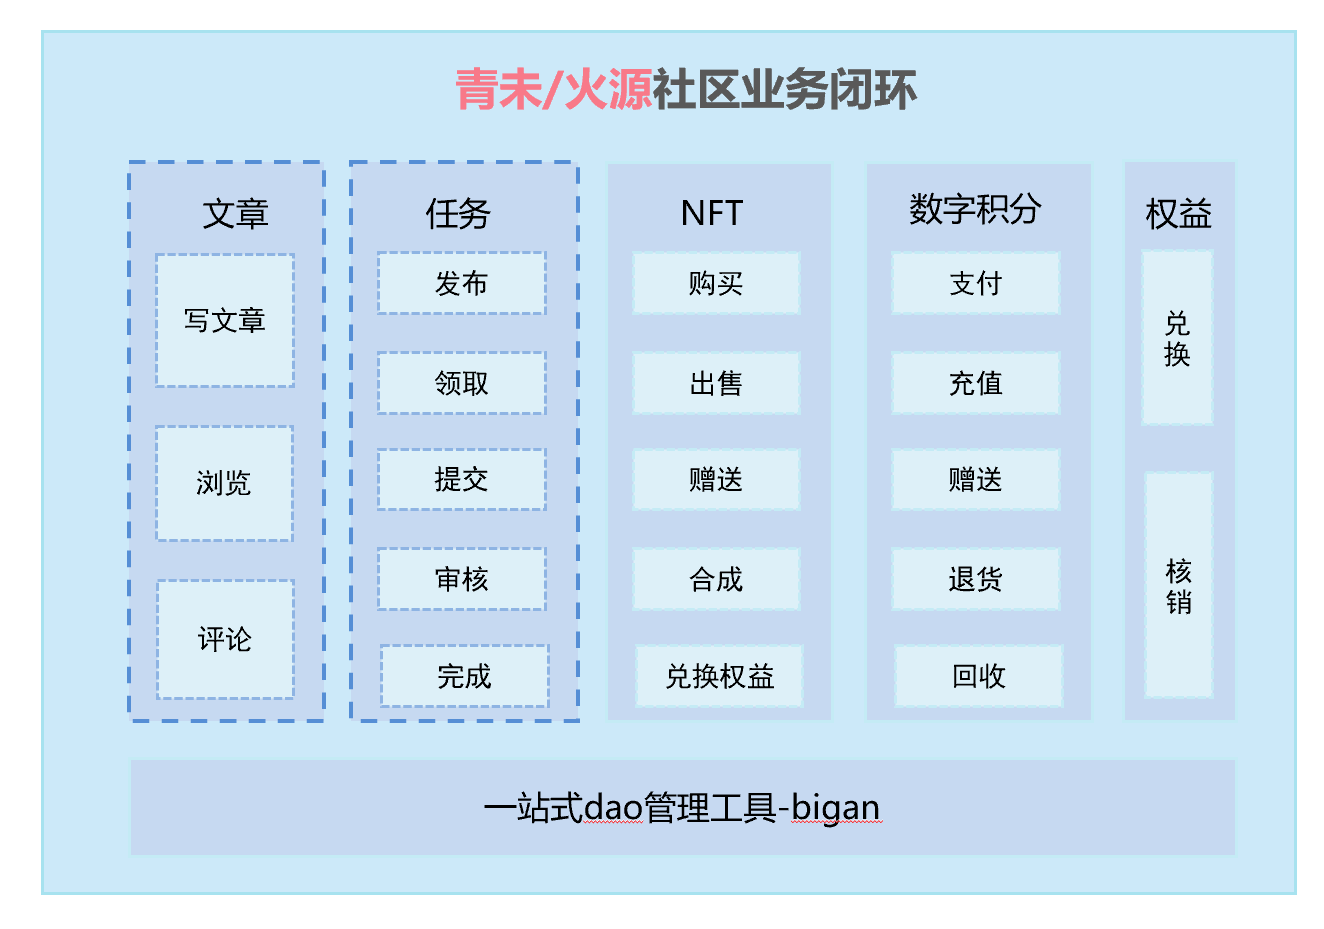 青未/火源社区业务闭环
文章
写文章
浏览
评论
任务
发布
领取
提交
审核
完成
NFT
购买
出售
赠送
合成
兑换权益
数字积分
支付
充值
赠送
退货
回收
权益
兑
换
核
销
一站式dao管理工具-bigan